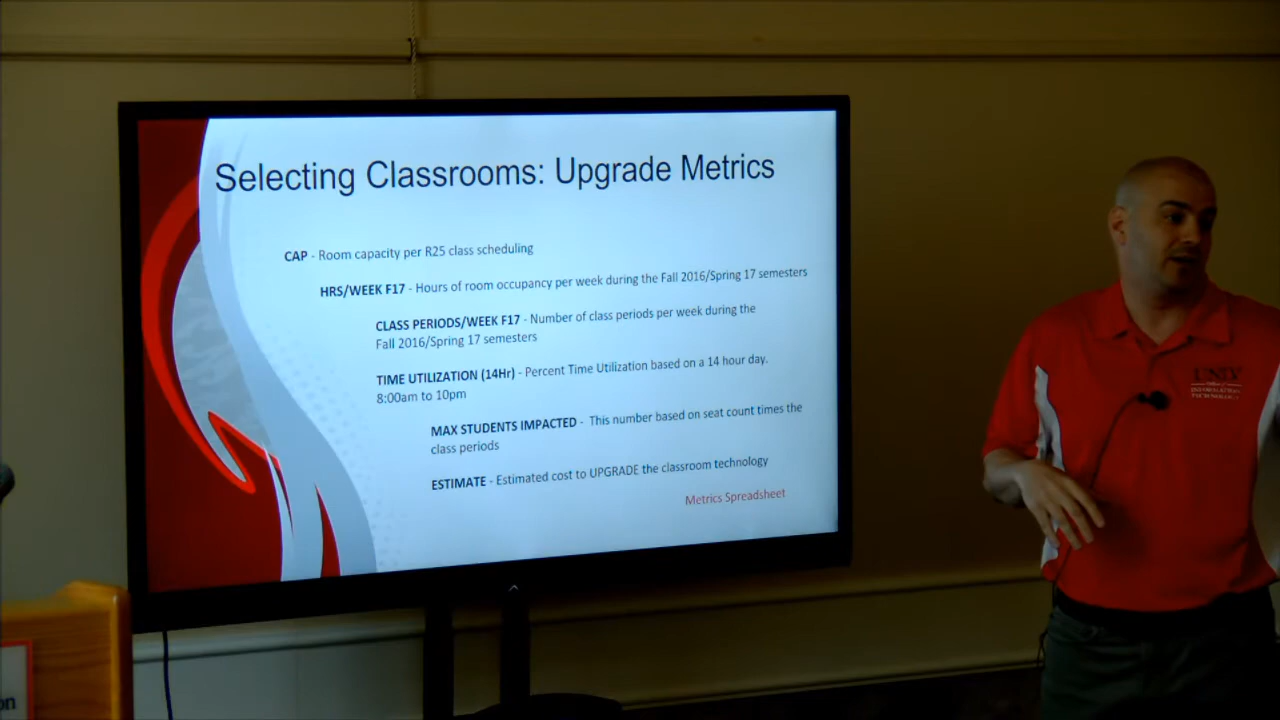 Selecting Classrooms: Upgrade Metrics
CAP - Room capacity per R25 class scheduling
HRS/WEEK F17 - Hours of room occupancy per week during the Fall 2016/Spring 17 semesters
CLASS PERIODS/WEEK F17 - Number of class periods per week during the
Fall 2016/Spring 17 semesters
TIME UTILIZATION (14Hr) - Percent Time Utilization based on a 14 hour day.
8:00am to 10pm
MAX STUDENTS IMPACTED - This number based on seat count times the
class periods
ESTIMATE - Estimated cost to UPGRADE the classroom technology
Metrics Spreadsheet
UNLV
INFORMATION
TECHNOLOGY
on